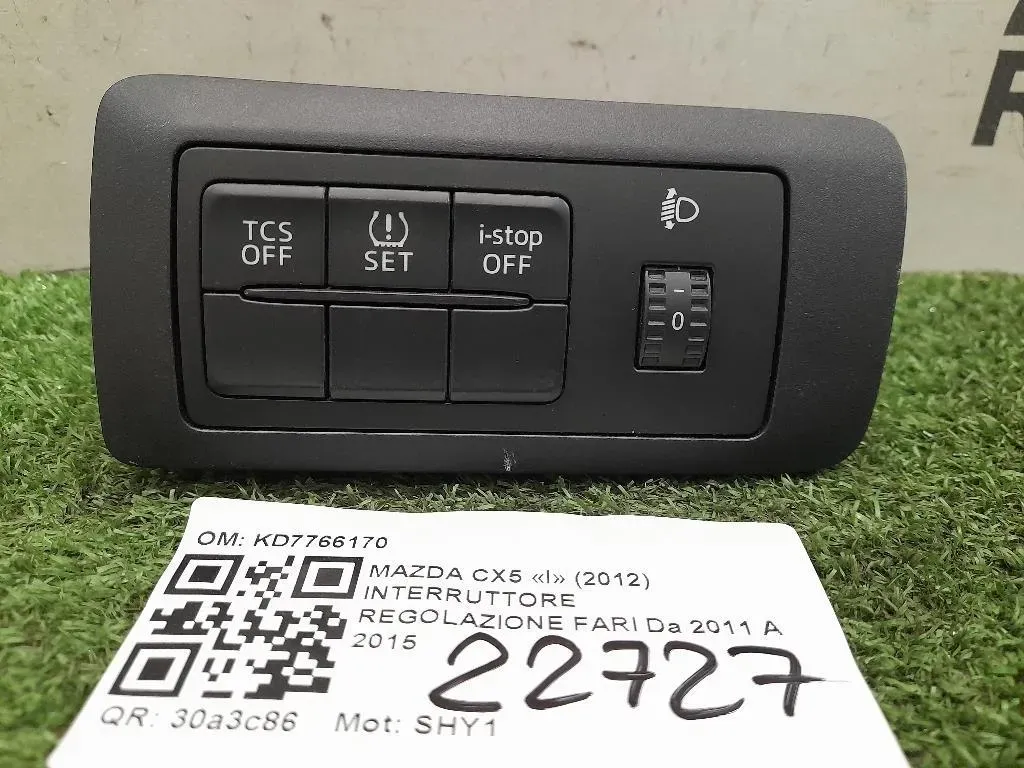 TCS
OFF
SET
i-stop
OFF
0
OM: KD7766170
MAZDA CX5 «I» (2012)
INTERRUTTORE
REGOLAZIONE FARI Da 2011 A
2015
22727
QR: 30a3c86 Mot: SHY1